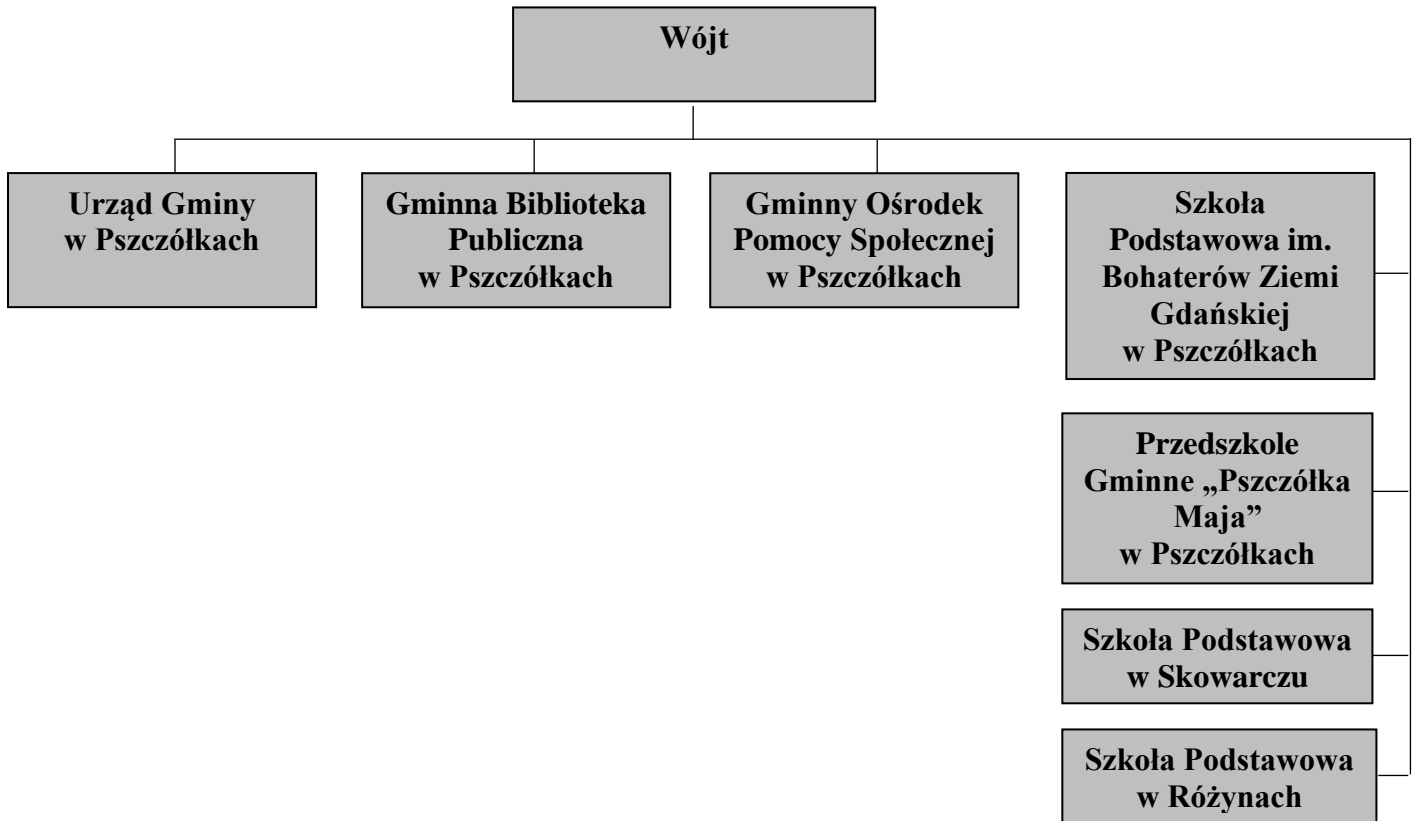 Wójt
Urząd Gminy
w Pszczółkach
Gminna Biblioteka
Publiczna
w Pszczółkach
Gminny Ośrodek
Pomocy Społecznej
w Pszczółkach
Szkoła
Podstawowa im.
Bohaterów Ziemi
Gdańskiej
w Pszczółkach
Przedszkole
Gminne „Pszczółka
Maja”
w Pszczółkach
Szkoła Podstawowa
w Skowarczu
Szkoła Podstawowa
w Różynach